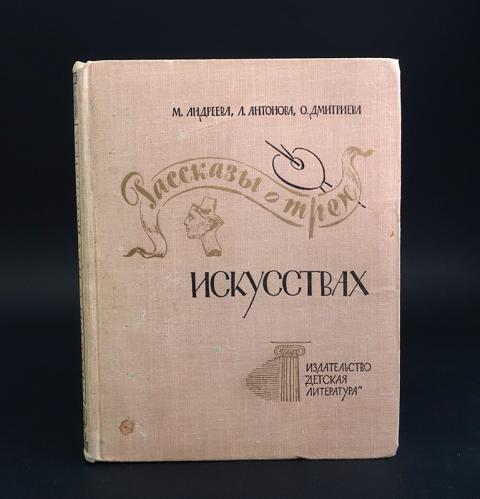 М. АНДРЕЕВА, Л. АНТОНОВА, О. ДМИТРИЕВА
Рассказы о трех
ИСКУССТВАХ
ИЗДАТЕЛЬСТВО
"ДЕТСКАЯ
ЛИТЕРАТУРА"